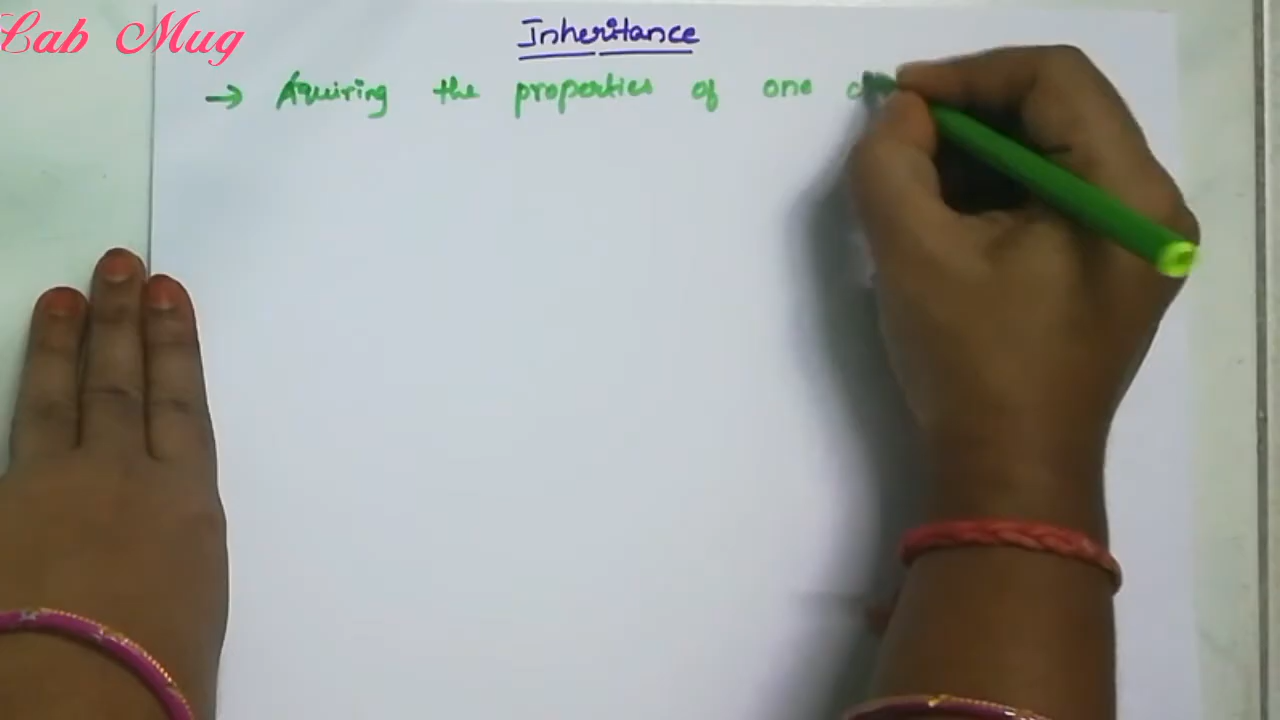 Lab Mug
Inheritance
→ Aquiring the properties of one